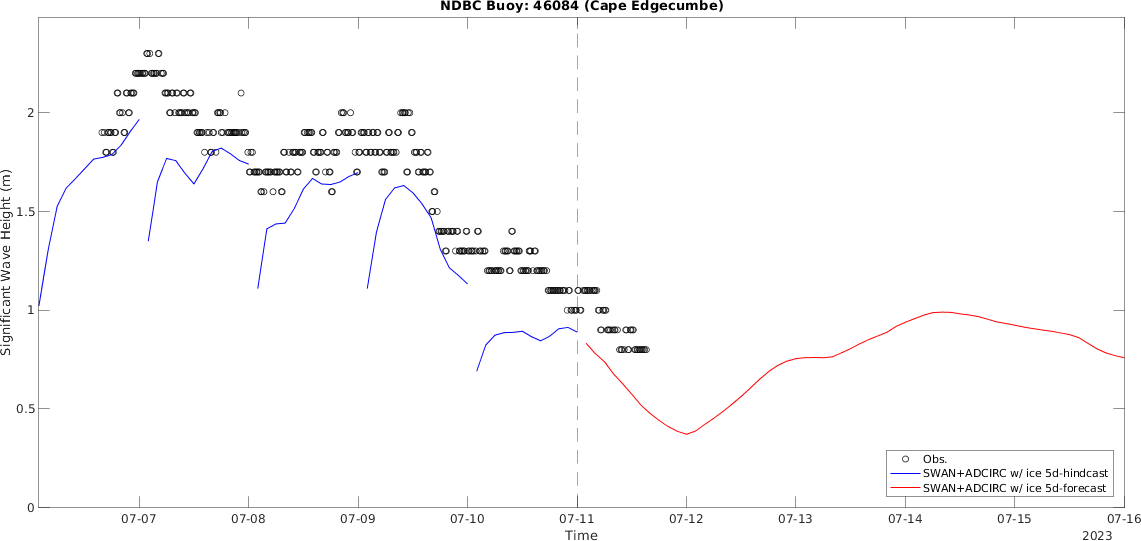 NDBC Buoy: 46084 (Cape Edgecumbe)
Significant Wave Height (m)
2
1.5
1
0.5
0
Obs.
SWAN+ADCIRC w/ ice 5d-hindcast
SWAN+ADCIRC w/ ice 5d-forecast
07-07 07-08 07-09 07-10 07-11 07-12 07-13 07-14 07-15 07-16
Time
2023